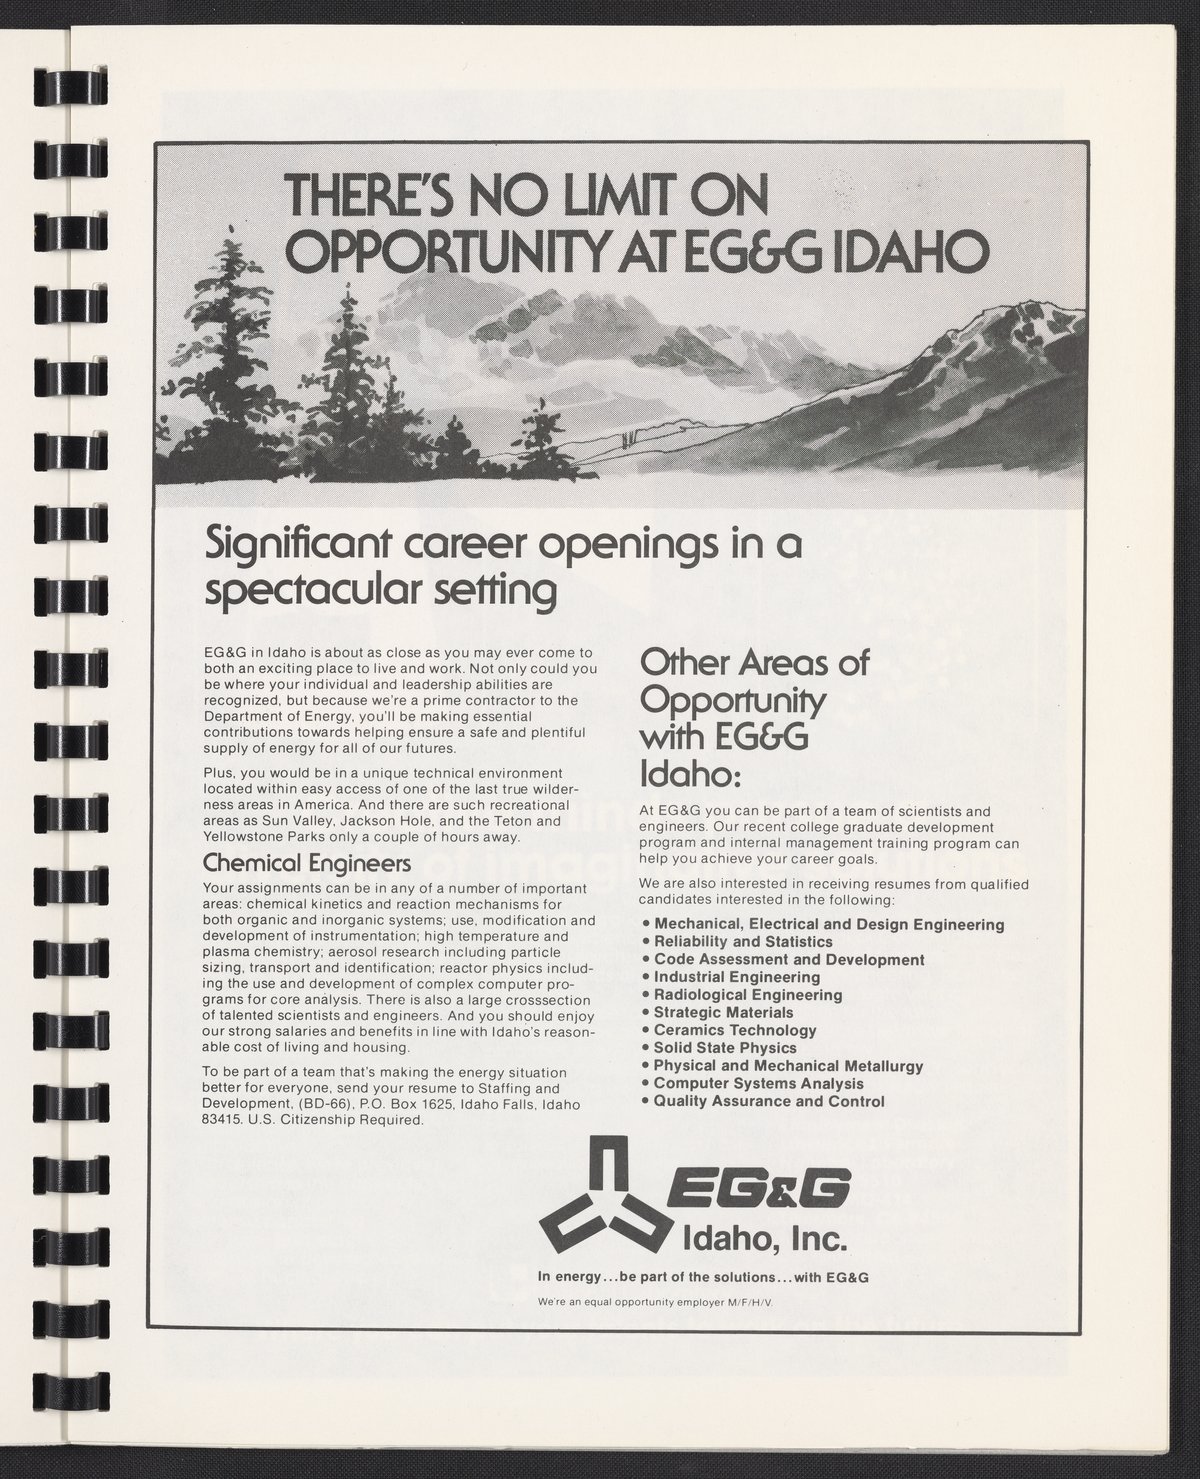 THERE'S NO LIMIT ON
OPPORTUNITY AT EG&G IDAHO
Significant career openings in a
spectacular setting
EG&G in Idaho is about as close as you may ever come to
both an exciting place to live and work. Not only could you
be where your individual and leadership abilities are
recognized, but because we're a prime contractor to the
Department of Energy, you'll be making essential
contributions towards helping ensure a safe and plentiful
supply of energy for all of our futures.
Plus, you would be in a unique technical environment
located within easy access of one of the last true wilder-
ness areas in America. And there are such recreational
areas as Sun Valley, Jackson Hole, and the Teton and
Yellowstone Parks only a couple of hours away.
Chemical Engineers
Your assignments can be in any of a number of important
areas: chemical kinetics and reaction mechanisms for
both organic and inorganic systems; use, modification and
development of instrumentation; high temperature and
plasma chemistry; aerosol research including particle
sizing, transport and identification; reactor physics includ-
ing the use and development of complex computer pro-
grams for core analysis. There is also a large crosssection
of talented scientists and engineers. And you should enjoy
our strong salaries and benefits in line with Idaho's reason-
able cost of living and housing.
To be part of a team that's making the energy situation
better for everyone, send your resume to Staffing and
Development, (BD-66), P.O. Box 1625, Idaho Falls, Idaho
83415. U.S. Citizenship Required.
Other Areas of
Opportunity
with EG&G
Idaho:
At EG&G you can be part of a team of scientists and
engineers. Our recent college graduate development
program and internal management training program can
help you achieve your career goals.
We are also interested in receiving resumes from qualified
candidates interested in the following:
• Mechanical, Electrical and Design Engineering
• Reliability and Statistics
• Code Assessment and Development
• Industrial Engineering
• Radiological Engineering
• Strategic Materials
• Ceramics Technology
• Solid State Physics
• Physical and Mechanical Metallurgy
• Computer Systems Analysis
• Quality Assurance and Control
EG&G
Idaho, Inc.
In energy...be part of the solutions...with EG&G
We're an equal opportunity employer M/F/H/V.